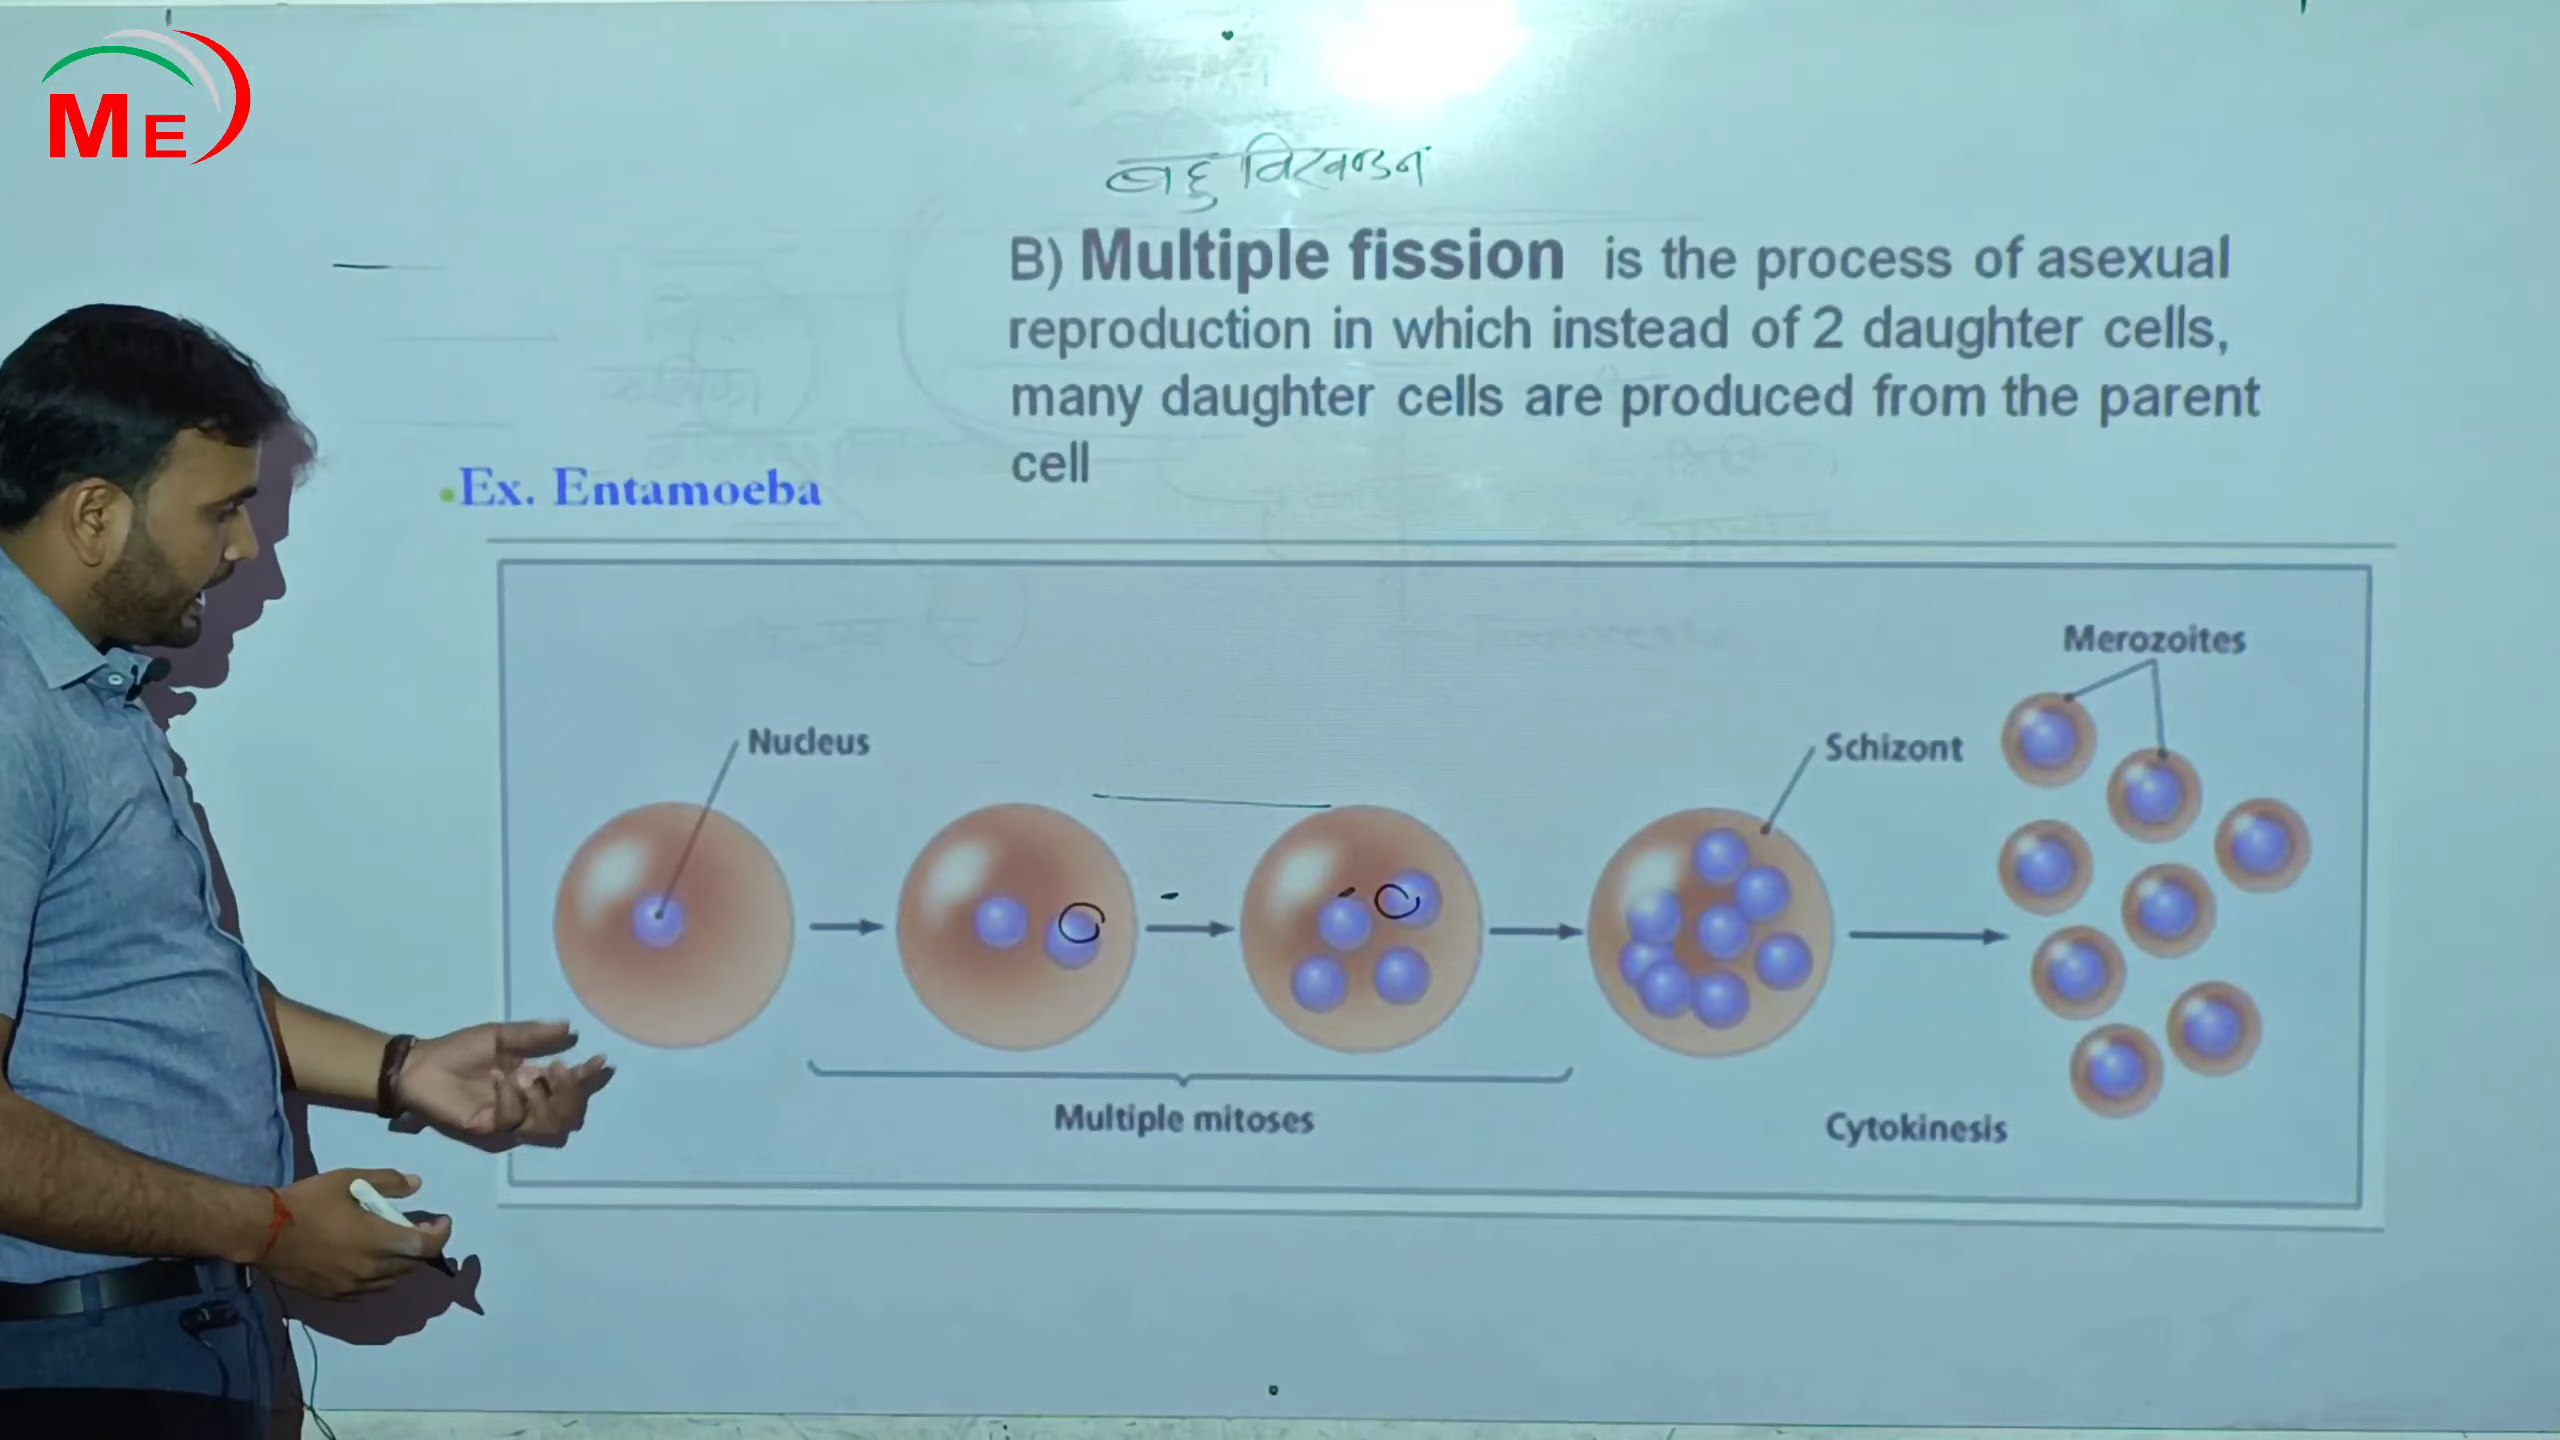 ME
बहु विखण्डन
B) Multiple fission is the process of asexual
reproduction in which instead of 2 daughter cells,
many daughter cells are produced from the parent
cell
•Ex. Entamoeba
Merozoites
Nucleus
Schizont
Multiple mitoses
Cytokinesis